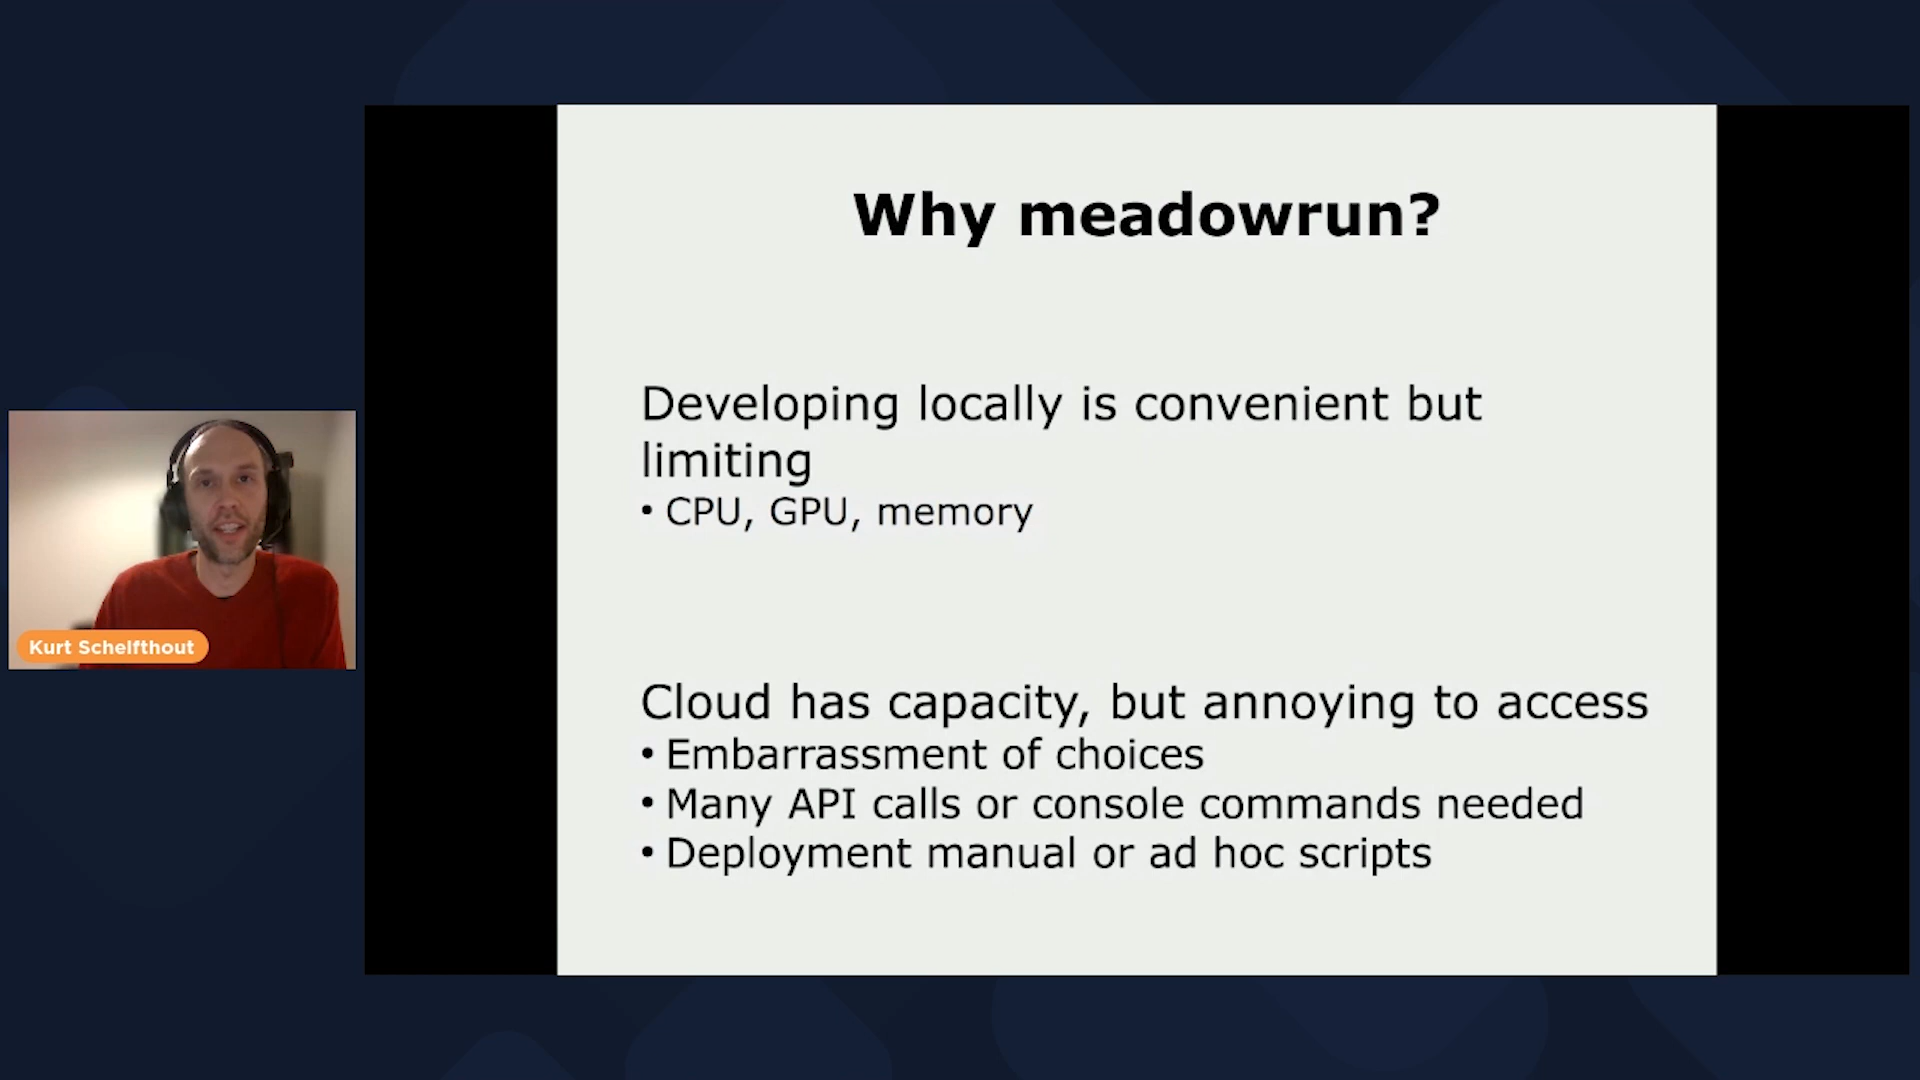 Why meadowrun?
Developing locally is convenient but
limiting
• CPU, GPU, memory
Kurt Schelfthout
Cloud has capacity, but annoying to access
• Embarrassment of choices
• Many API calls or console commands needed
• Deployment manual or ad hoc scripts